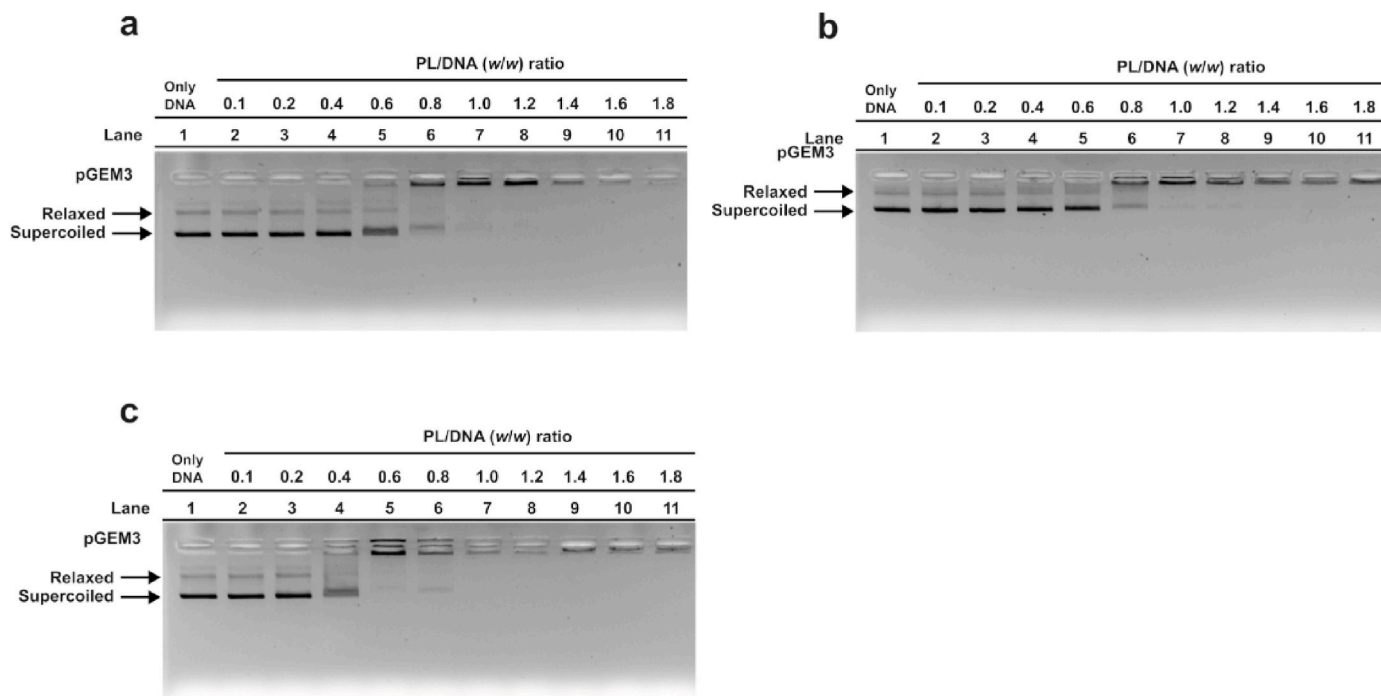 a
PL/DNA (w/w) ratio
Only
DNA 0.1 0.2 0.4 0.6 0.8 1.0 1.2 1.4 1.6 1.8
Lane 1 2 3 4 5 6 7 8 9 10 11
pGEM3
Relaxed
Supercoiled
b
PL/DNA (w/w) ratio
Only
DNA 0.1 0.2 0.4 0.6 0.8 1.0 1.2 1.4 1.6 1.8
Lane 1 2 3 4 5 6 7 8 9 10 11
pGEM3
Relaxed
Supercoiled
c
PL/DNA (w/w) ratio
Only
DNA 0.1 0.2 0.4 0.6 0.8 1.0 1.2 1.4 1.6 1.8
Lane 1 2 3 4 5 6 7 8 9 10 11
pGEM3
Relaxed
Supercoiled